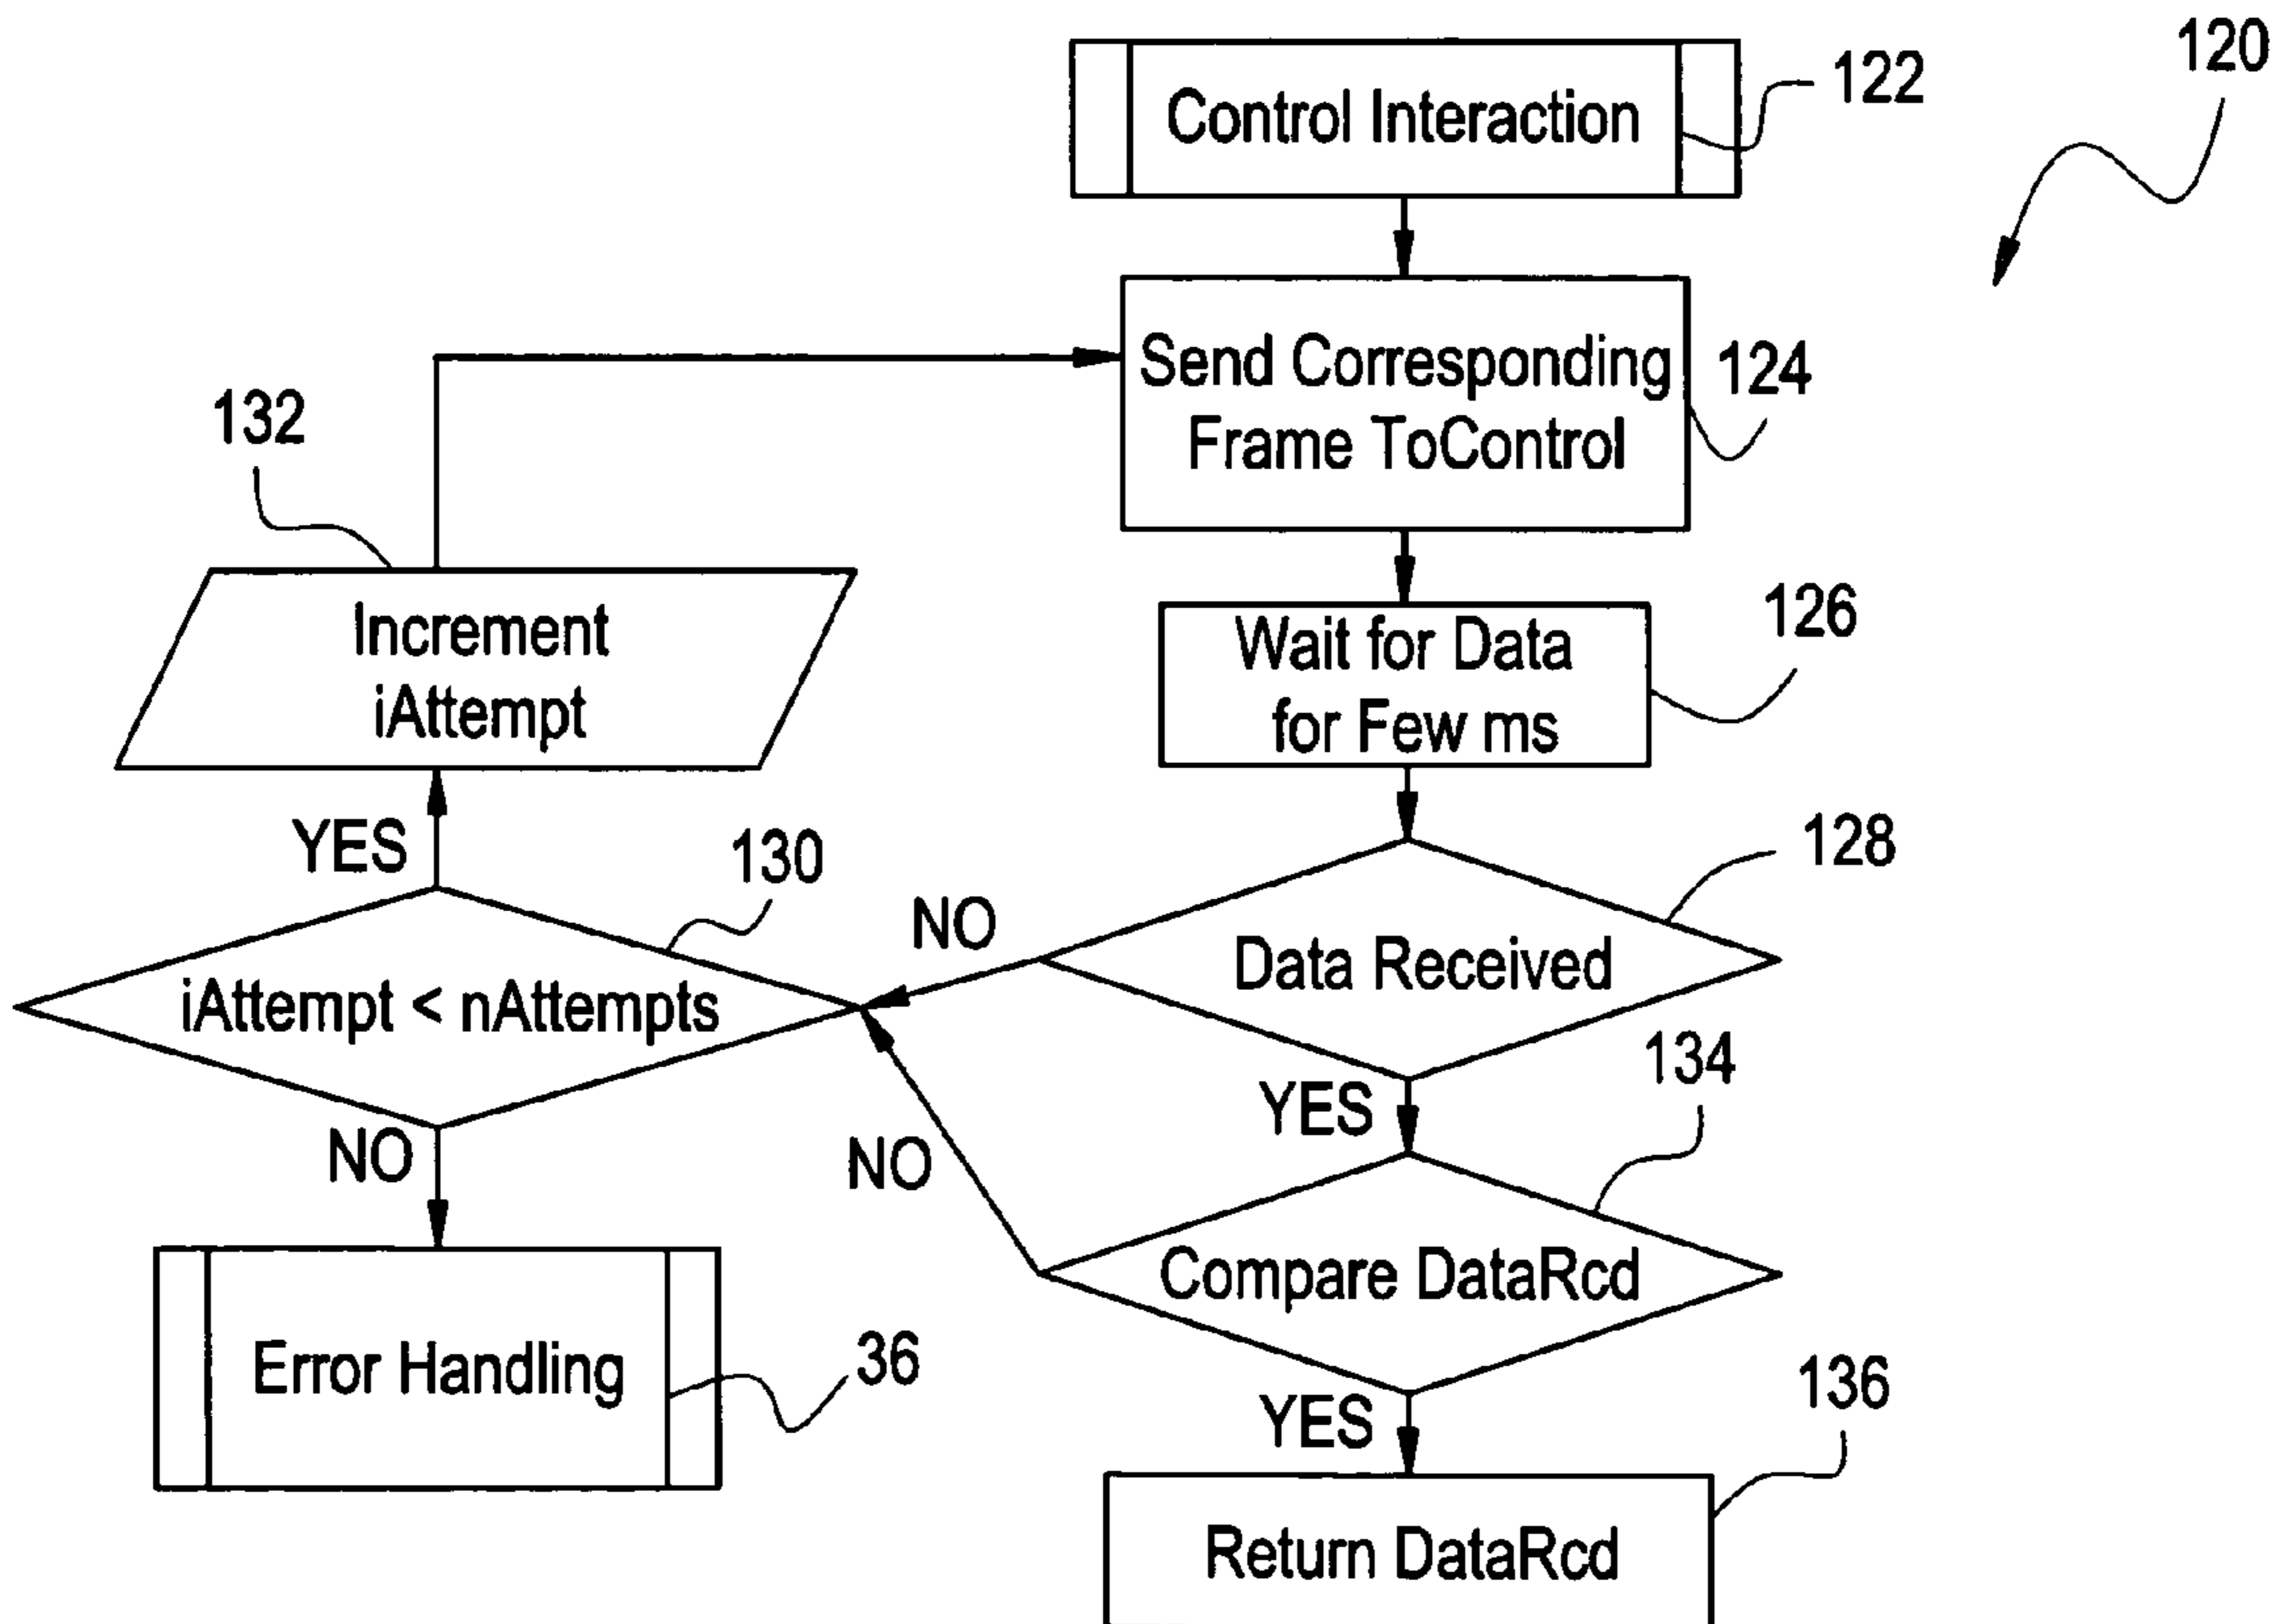 120
Control Interaction
122
Send Corresponding
Frame ToControl
124
132
Increment
iAttempt
Wait for Data
for Few ms
126
YES
130
NO
128
iAttempt < nAttempts
Data Received
134
NO
NO
YES
Compare DataRcd
Error Handling
36
YES
136
Return DataRcd